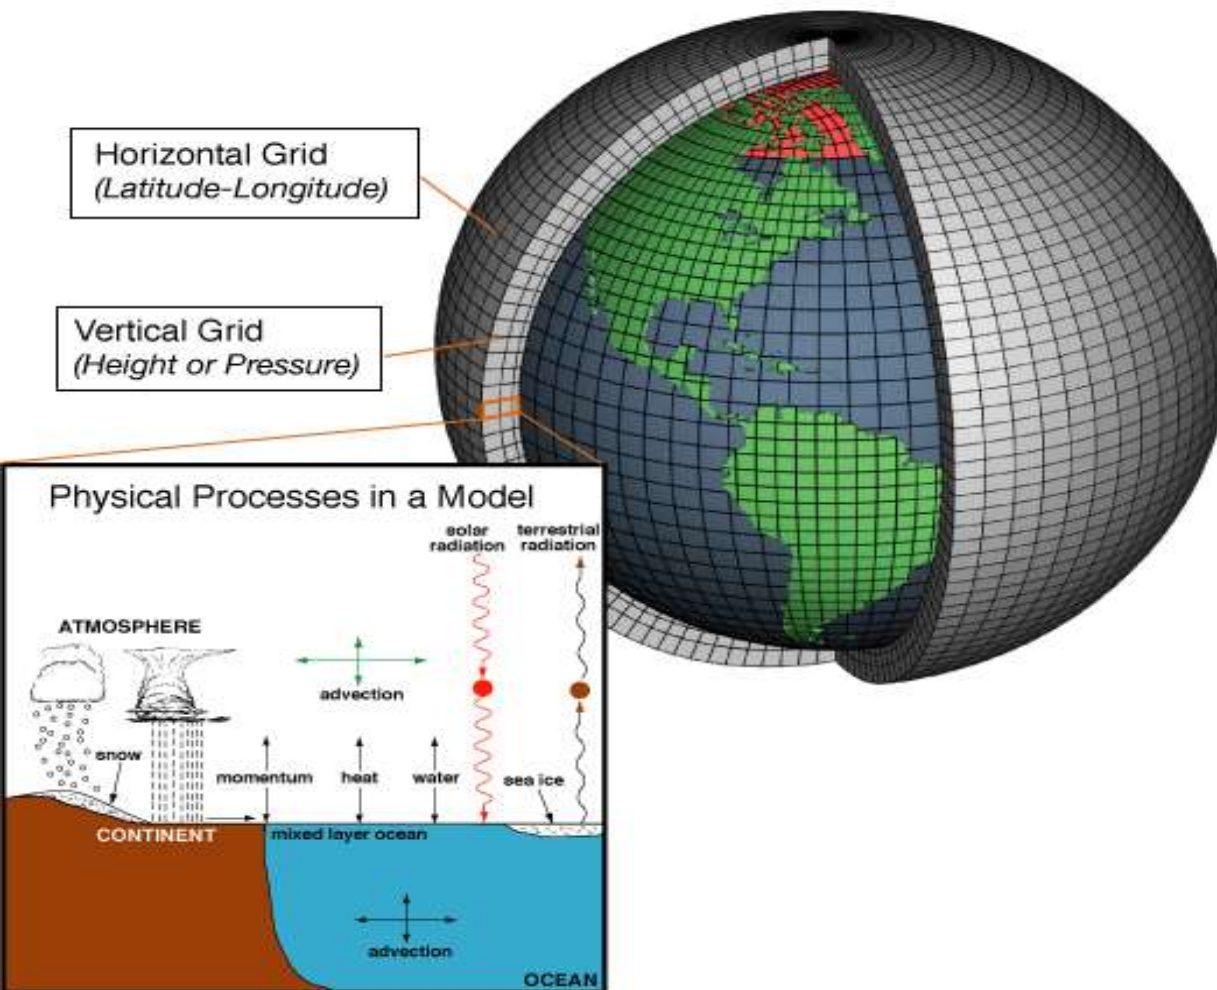 Horizontal Grid
(Latitude-Longitude)
Vertical Grid
(Height or Pressure)
Physical Processes in a Model
solar
radiation
terrestrial
radiation
ATMOSPHERE
advection
snow
momentum
heat
water
sea ice
CONTINENT
mixed layer ocean
advection
OCEAN